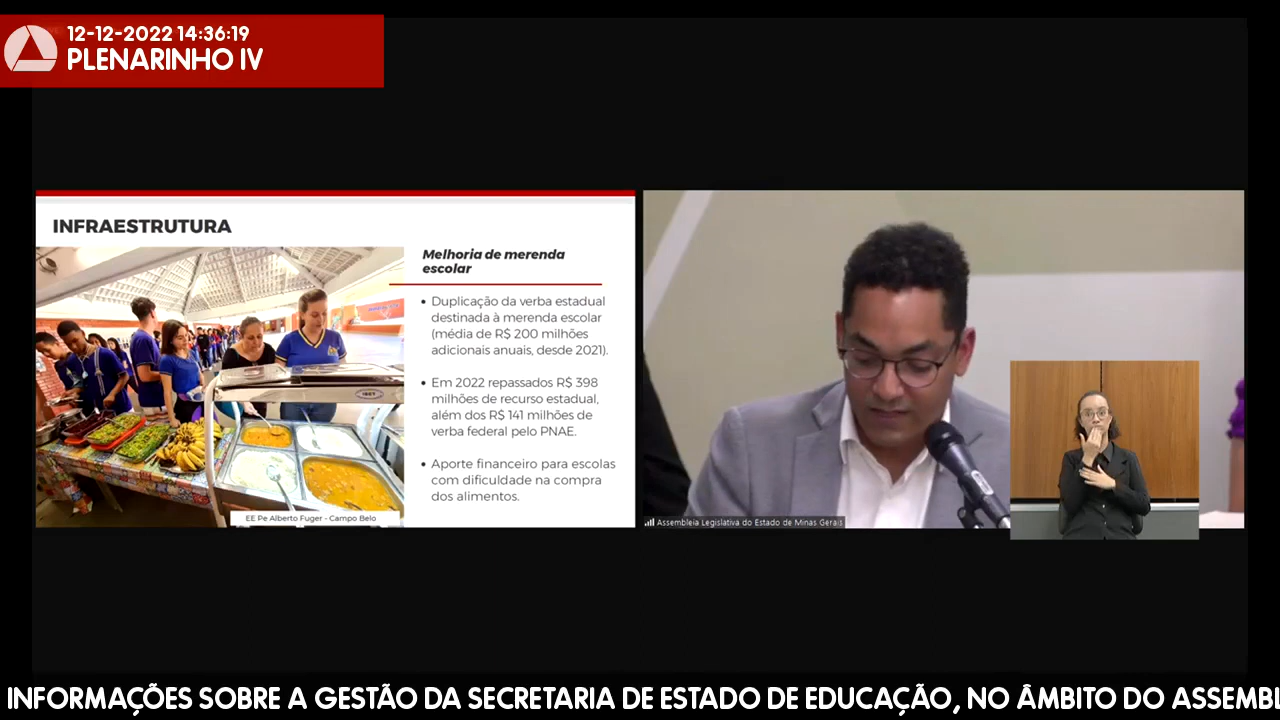 12-12-2022 14:36:19
PLENARINHO IV
INFRAESTRUTURA
Melhoria de merenda
escolar
• Duplicação da verba estadual
destinada à merenda escolar
(média de R$ 200 milhões
adicionais anuais, desde 2021).
• Em 2022 repassados R$ 398
milhões de recurso estadual,
além dos R$ 141 milhões de
verba federal pelo PNAE.
• Aporte financeiro para escolas
com dificuldade na compra
dos alimentos.
EE Pe Alberto Fuger - Campo Belo
Assembleia Legislativa do Estado de Minas Gerais
INFORMAÇÕES SOBRE A GESTÃO DA SECRETARIA DE ESTADO DE EDUCAÇÃO, NO ÂMBITO DO ASSEMBL